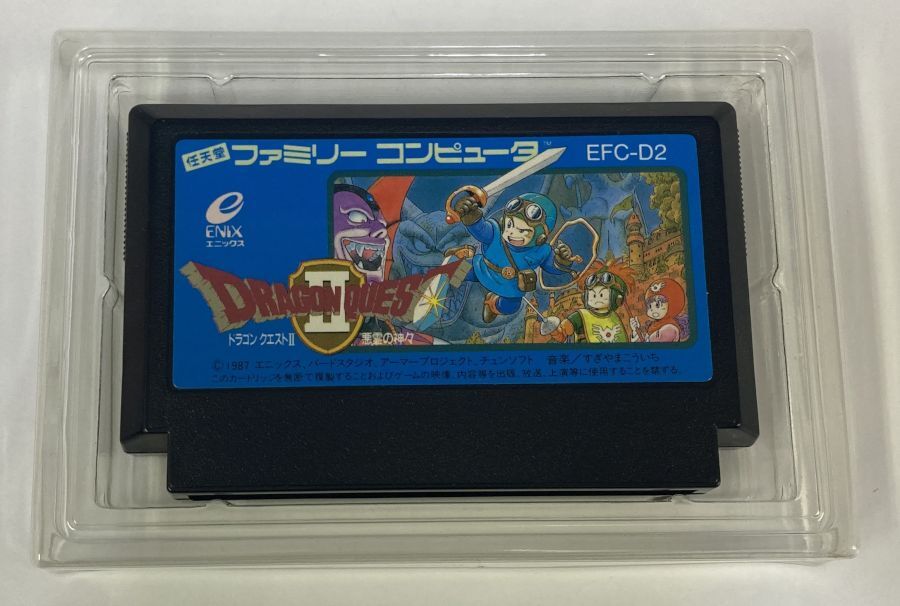 任天堂 ファミリー コンピュータ™ EFC-D2
ENIX
エニックス
DRAGON QUEST
II
ドラゴンクエストII 悪霊の神々
©1987 エニックス、バードスタジオ、アーマープロジェクト、チュンソフト 音楽/すぎやまこういち
このカートリッジを無断で複製することおよびゲームの映像、内容等を出版、放送、上演等に使用することを禁ずる。